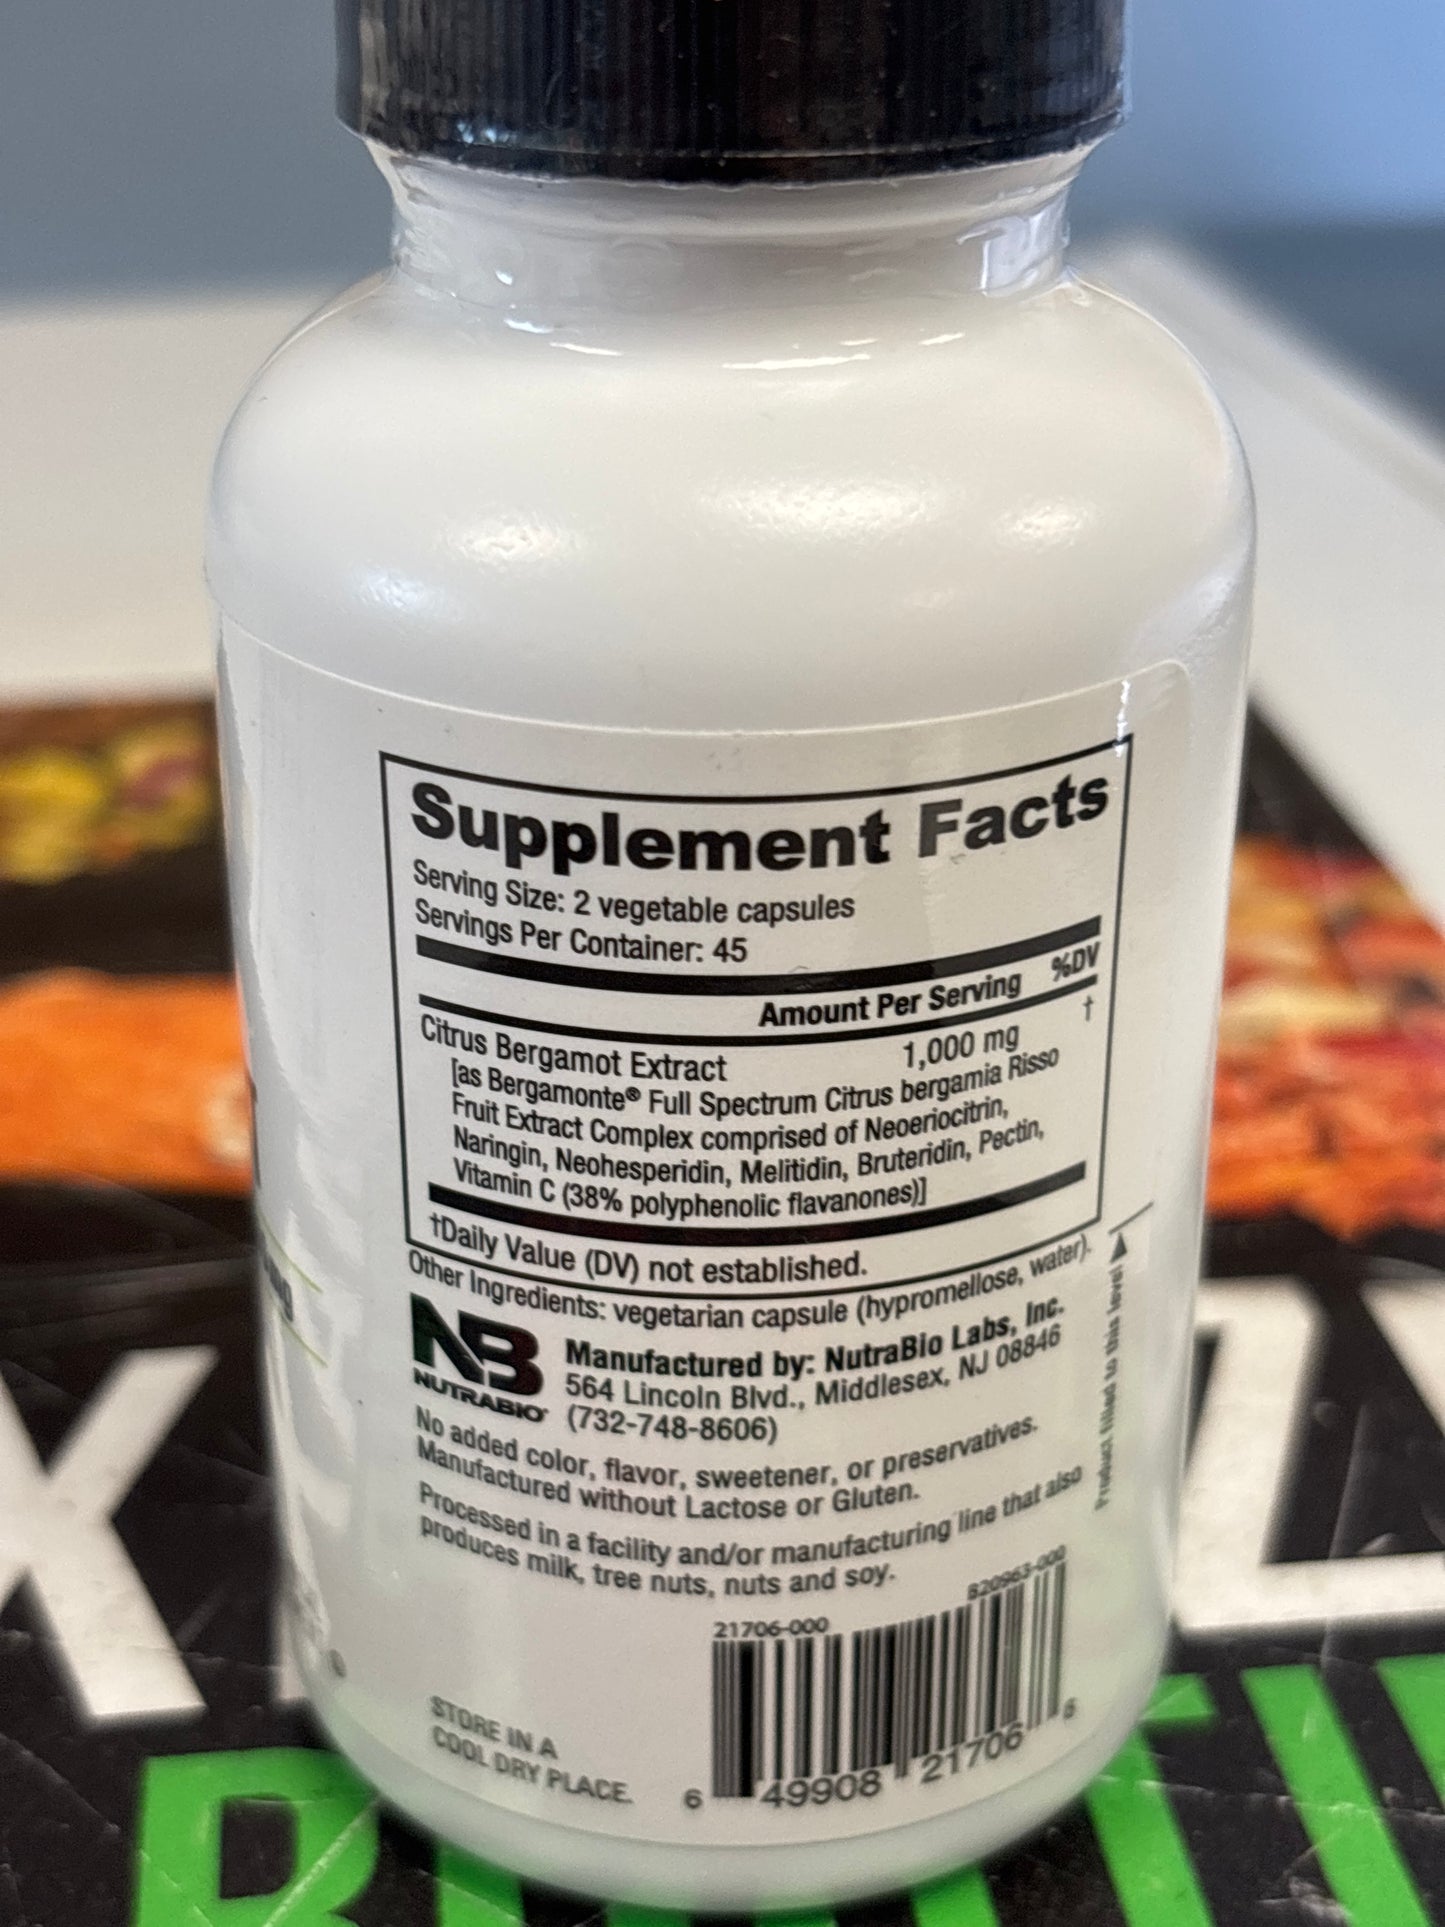 Supplement Facts
Serving Size: 2 vegetable capsules
Servings Per Container: 45
Amount Per Serving %DV
Citrus Bergamot Extract 1,000 mg †
[as Bergamonte® Full Spectrum Citrus bergamia Risso
Fruit Extract Complex comprised of Neoeriocitrin,
Naringin, Neohesperidin, Melitidin, Bruteridin, Pectin,
Vitamin C (38% polyphenolic flavanones)]
†Daily Value (DV) not established.
Other Ingredients: vegetarian capsule (hypromellose, water).
NB
NUTRABIO®
Manufactured by: NutraBio Labs, Inc.
564 Lincoln Blvd., Middlesex, NJ 08846
(732-748-8606)
No added color, flavor, sweetener, or preservatives.
Manufactured without Lactose or Gluten.
Processed in a facility and/or manufacturing line that also
produces milk, tree nuts, nuts and soy.
Product filled to this level
21706-000
B20963-000
STORE IN A
COOL DRY PLACE.
6 49908 21706 6